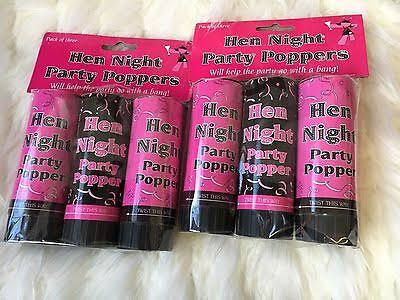 Pack of three
Hen Night
Party Poppers
Will help the party go with a bang!
Hen
Night
Party
Popper
Hen
Night
Party
Popper
TWIST THIS WAY
Hen
Night
Party
Popper
TWIST THIS WAY
Pack of three
Hen Night
Party Poppers
Will help the party go with a bang!
Hen
Night
Party
Popper
TWIST THIS WAY
Hen
Night
Party
Popper
TWIST THIS WAY
Hen
Night
Party
Popper
TWIST THIS WAY